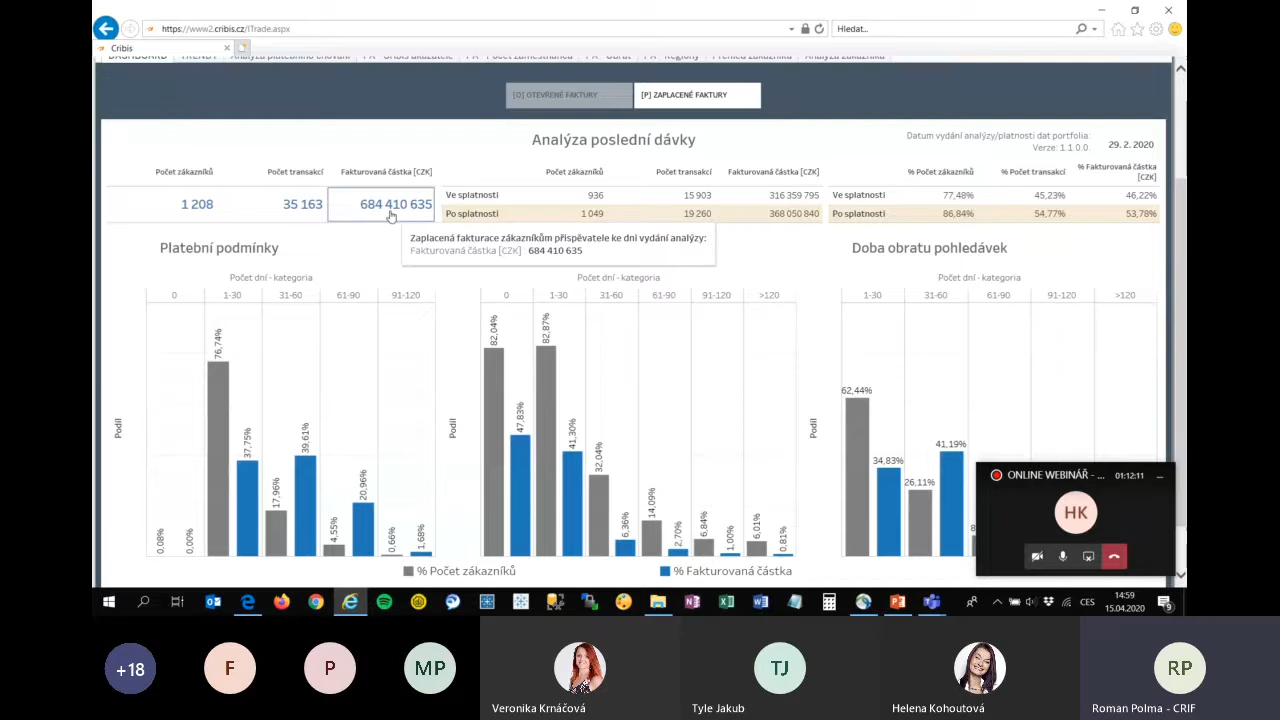 https://www2.cribis.cz/ITrade.aspx
Hledat...
Cribis
DASHBOARD TRENDY Analýza platebního chování
[O] OTEVŘENÉ FAKTURY
[P] ZAPLACENÉ FAKTURY
Analýza poslední dávky
Datum vydání analýzy/platnosti dat portfolia:
Verze: 1.1.0.0.
29. 2. 2020
Počet zákazníků Počet transakcí Fakturovaná částka [CZK]
1 208 35 163 684 410 635
Počet zákazníků Počet transakcí Fakturovaná částka [CZK]
Ve splatnosti 936 15 903 316 359 795
Po splatnosti 1 049 19 260 368 050 840
% Počet zákazníků % Počet transakcí % Fakturovaná částka [CZK]
Ve splatnosti 77,48% 45,23% 46,22%
Po splatnosti 86,84% 54,77% 53,78%
Zaplacená fakturace zákazníkům přispěvatele ke dni vydání analýzy:
Fakturovaná částka [CZK] 684 410 635
Platební podmínky
Počet dní - kategorie
0 1-30 31-60 61-90 91-120
Podíl
0,08% 0,00% 76,74% 37,75% 17,96% 39,61% 4,55% 20,96% 0,66% 1,68%
Počet dní - kategorie
0 1-30 31-60 61-90 91-120 >120
Podíl
82,04% 47,83% 82,87% 41,30% 32,04% 6,36% 14,09% 2,70% 6,84% 1,00% 6,01% 0,81%
Doba obratu pohledávek
Počet dní - kategorie
1-30 31-60 61-90 91-120 >120
Podíl
62,44% 34,83% 26,11% 41,19%
% Počet zákazníků
% Fakturovaná částka
ONLINE WEBINÁŘ - ... 01:12:11
HK
CES
14:59
15.04.2020
9
+18
F
P
MP
TJ
RP
Veronika Krnáčová
Tyle Jakub
Helena Kohoutová
Roman Polma - CRIF